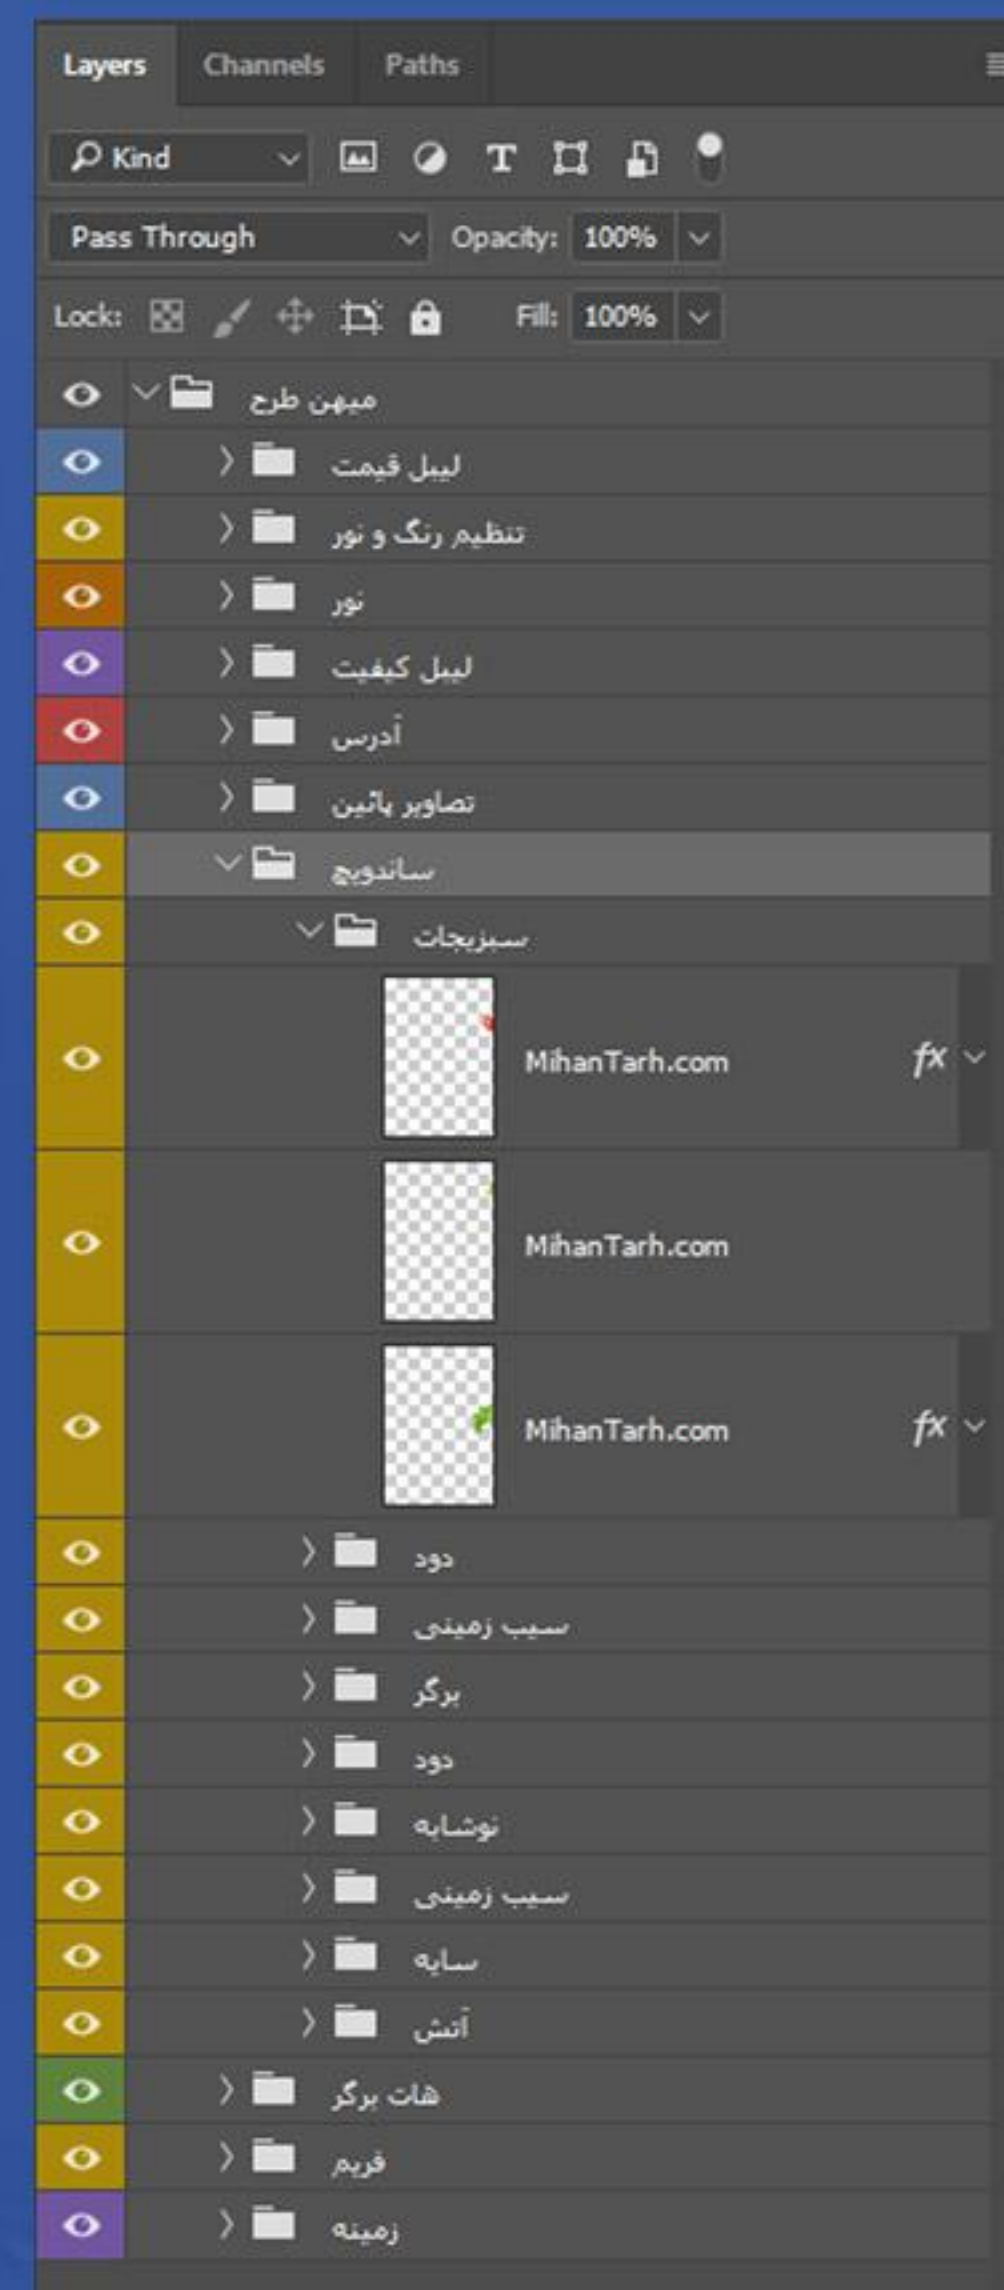 Layers Channels Paths
Kind
Pass Through Opacity: 100%
Lock: Fill: 100%
میهن طرح
لیبل قیمت
تنظیم رنگ و نور
نور
لیبل کیفیت
آدرس
تصاویر پائین
ساندویچ
سبزیجات
MihanTarh.com fx
MihanTarh.com
MihanTarh.com fx
دود
سیب زمینی
برگر
دود
نوشابه
سیب زمینی
سایه
آتش
هات برگر
فریم
زمینه